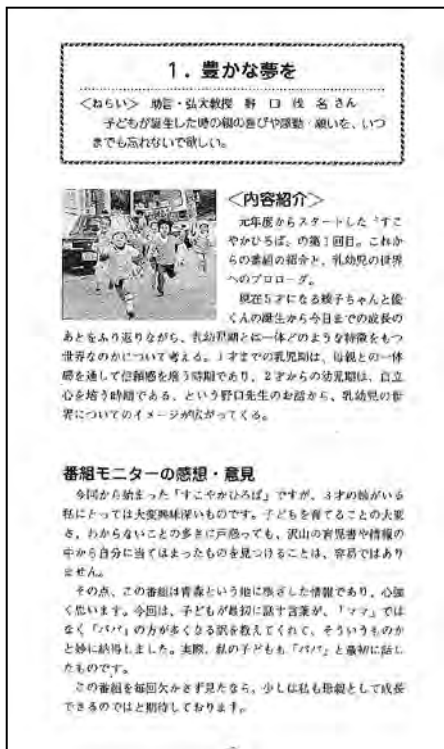 1．豊かな夢を
＜ねらい＞ 助言・弘大教授 野口 さん
子どもが誕生した時の親の喜びや感動・願いを、いつ
までも忘れないで欲しい。
＜内容紹介＞
元年度からスタートした「すこ
やかひろば」の第1回目。これか
らの番組の紹介と、乳幼児の世界
へのプロローグ。
現在5才になる綾子ちゃんと
くんの誕生から今日までの成長の
あとをふり返りながら、乳幼児期とは一体どのような特徴をもつ
世界なのかについて考える。1才までの乳児期は、母親との一体
感を通して信頼感を培う時期であり、2才からの幼児期は、自立
心を培う時期である、という野口先生のお話から、乳幼児の世
界についてのイメージが広がってくる。
番組モニターの感想・意見
今回から始まった「すこやかひろば」ですが、3才の娘がいる
私にとっては大変興味深いものです。子どもを育てることの大変
さ、わからないことの多さに戸惑っても、沢山の育児書や情報の
中から自分に当てはまったものを見つけることは、容易ではあり
ません。
その点、この番組は青森という地に根ざした情報であり、心強
く思います。今回は、子どもが最初に話す言葉が、「ママ」では
なく「パパ」の方が多くなる訳を教えてくれて、そういうものか
と妙に納得しました。実際、私の子どもも「パパ」と最初に話し
たものです。
この番組を毎回欠かさず見たなら、少しは私も母親として成長
できるのではと期待しております。